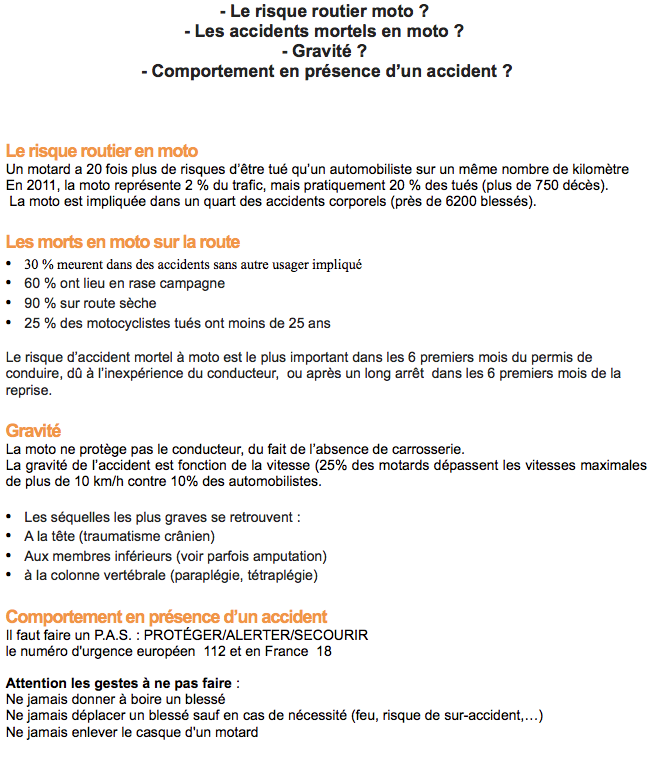 - Le risque routier moto ?
- Les accidents mortels en moto ?
- Gravité ?
- Comportement en présence d'un accident ?
Le risque routier en moto
Un motard a 20 fois plus de risques d'être tué qu'un automobiliste sur un même nombre de kilomètre
En 2011, la moto représente 2 % du trafic, mais pratiquement 20 % des tués (plus de 750 décès).
La moto est impliquée dans un quart des accidents corporels (près de 6200 blessés).
Les morts en moto sur la route
• 30 % meurent dans des accidents sans autre usager impliqué
• 60 % ont lieu en rase campagne
• 90 % sur route sèche
• 25 % des motocyclistes tués ont moins de 25 ans
Le risque d'accident mortel à moto est le plus important dans les 6 premiers mois du permis de
conduire, dû à l'inexpérience du conducteur, ou après un long arrêt dans les 6 premiers mois de la
reprise.
Gravité
La moto ne protège pas le conducteur, du fait de l'absence de carrosserie.
La gravité de l'accident est fonction de la vitesse (25% des motards dépassent les vitesses maximales
de plus de 10 km/h contre 10% des automobilistes.
• Les séquelles les plus graves se retrouvent :
• A la tête (traumatisme crânien)
• Aux membres inférieurs (voir parfois amputation)
• à la colonne vertébrale (paraplégie, tétraplégie)
Comportement en présence d'un accident
Il faut faire un P.A.S. : PROTÉGER/ALERTER/SECOURIR
le numéro d'urgence européen 112 et en France 18
Attention les gestes à ne pas faire :
Ne jamais donner à boire un blessé
Ne jamais déplacer un blessé sauf en cas de nécessité (feu, risque de sur-accident,…)
Ne jamais enlever le casque d'un motard